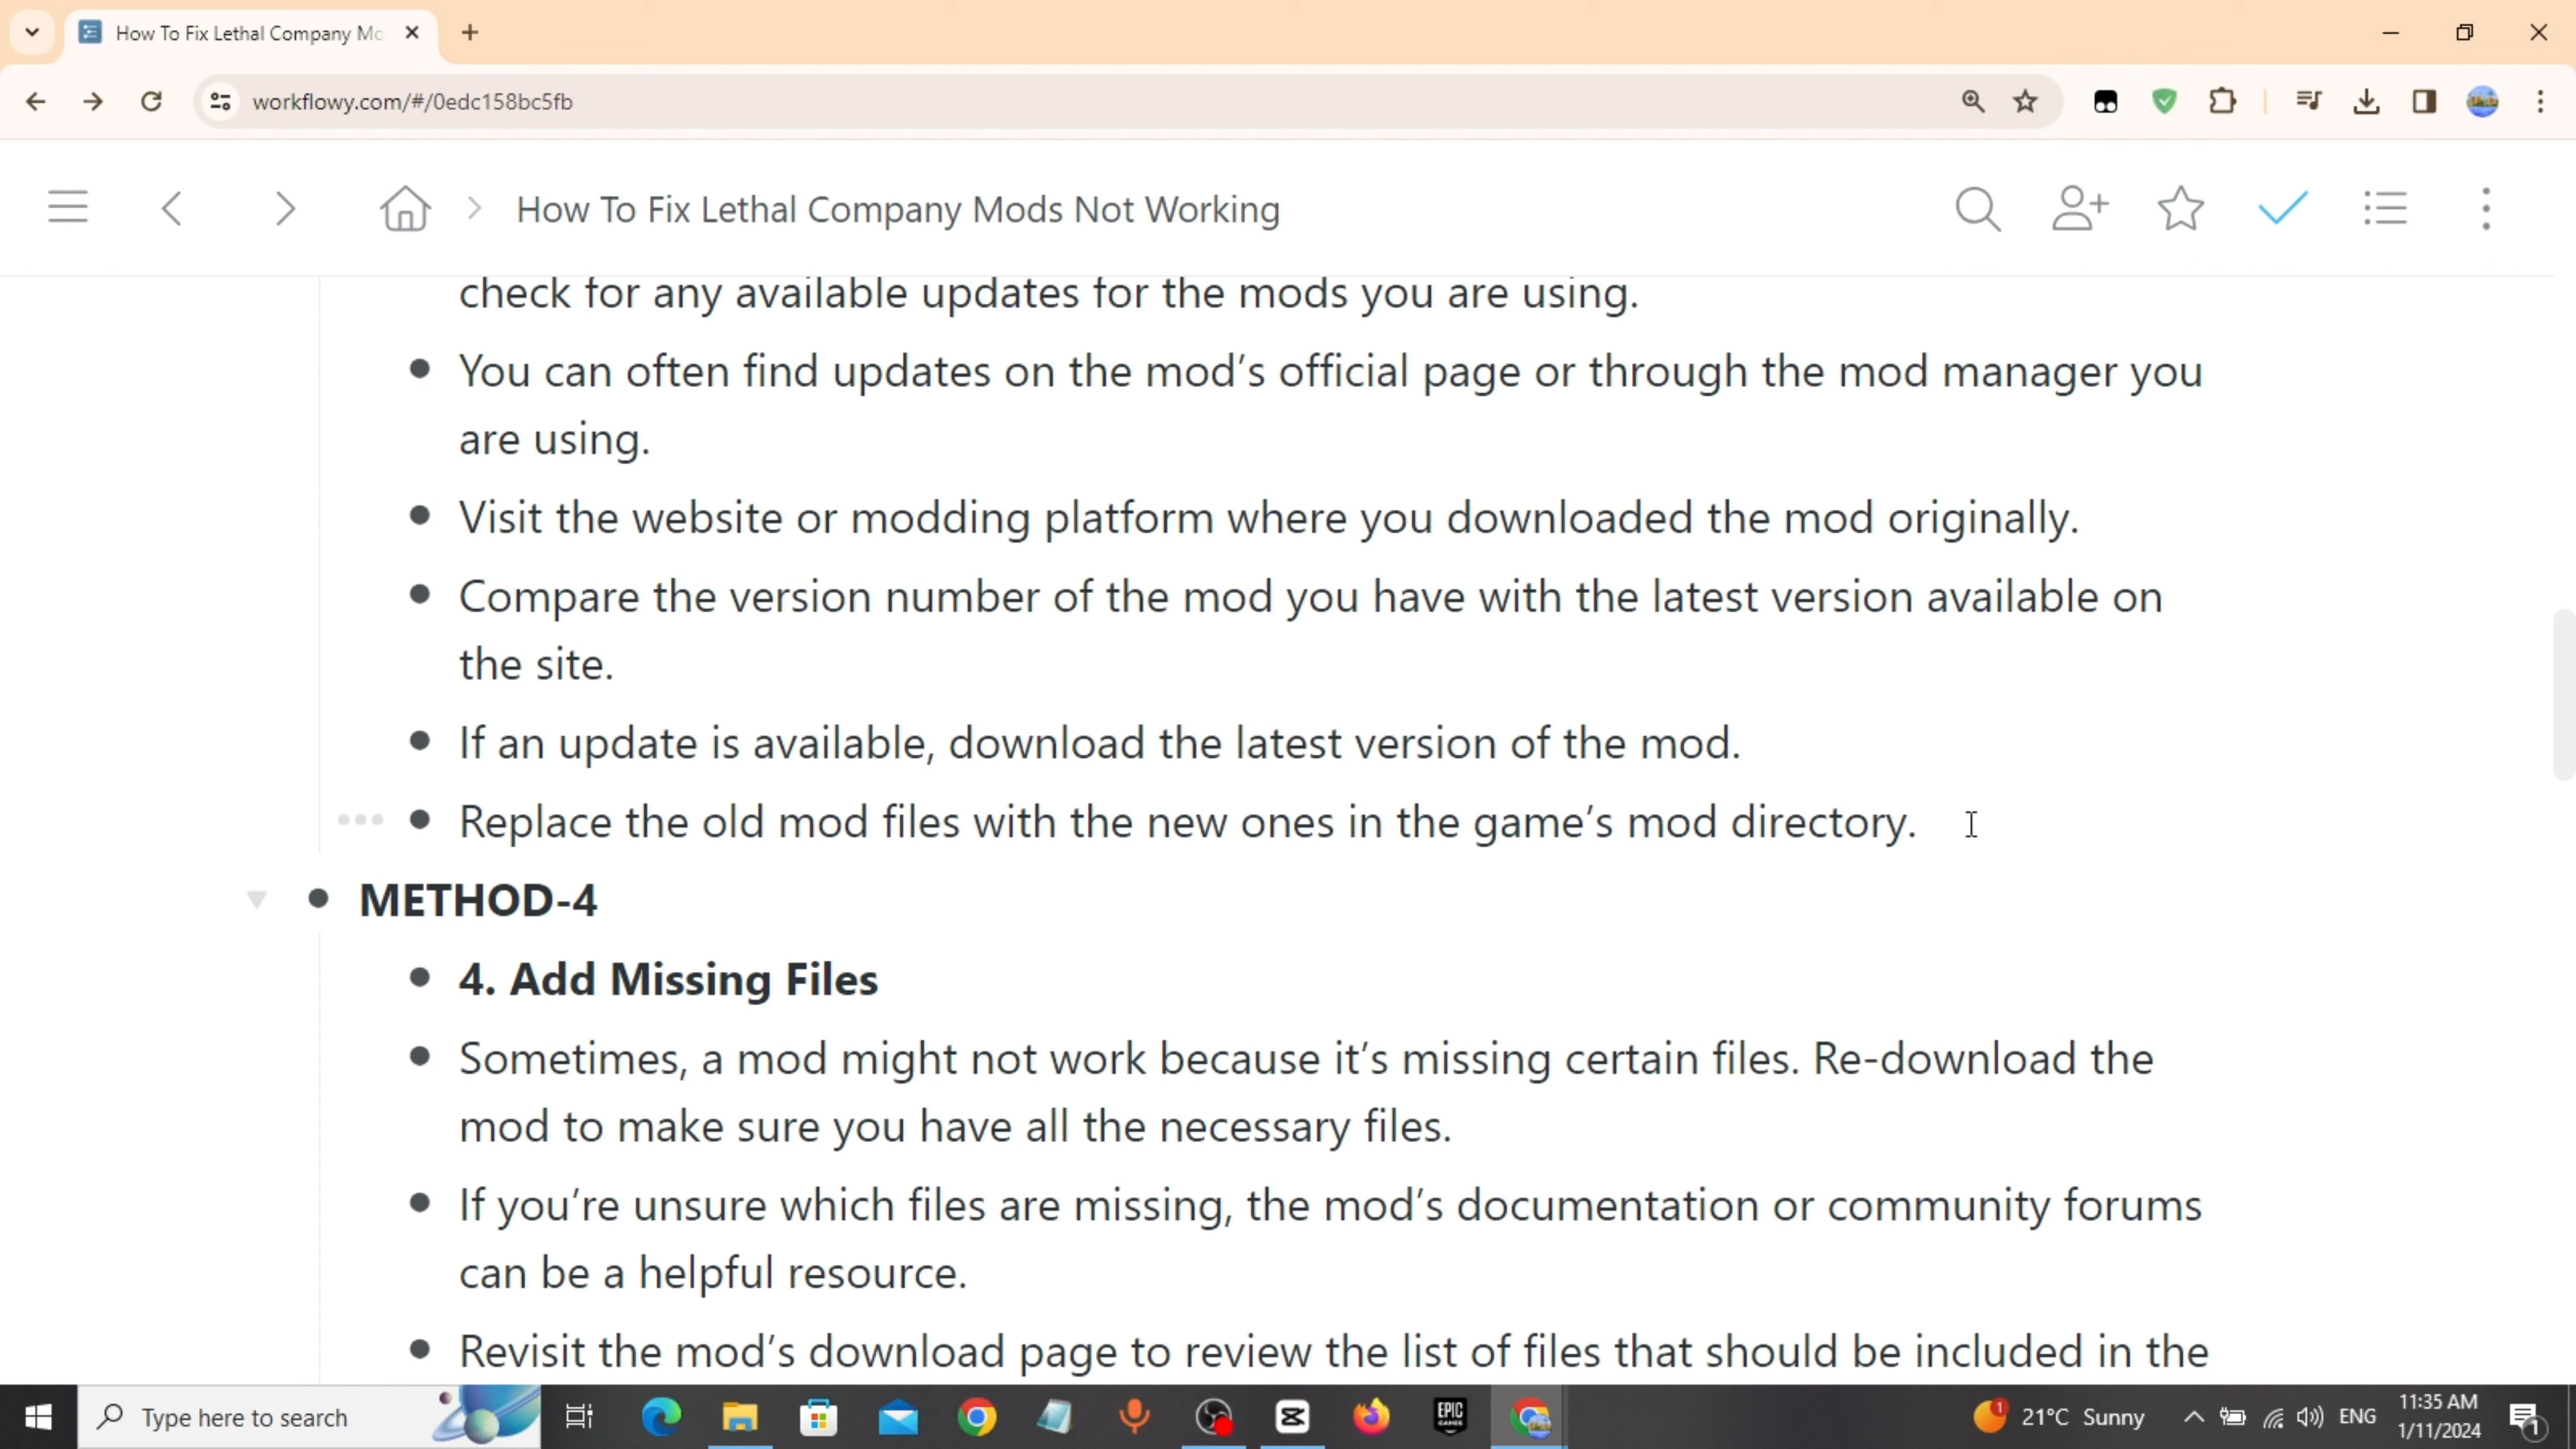 How To Fix Lethal Company Mo
workflowy.com/#/0edc158bc5fb
How To Fix Lethal Company Mods Not Working
check for any available updates for the mods you are using.
You can often find updates on the mod’s official page or through the mod manager you
are using.
Visit the website or modding platform where you downloaded the mod originally.
Compare the version number of the mod you have with the latest version available on
the site.
If an update is available, download the latest version of the mod.
Replace the old mod files with the new ones in the game’s mod directory.
METHOD-4
4. Add Missing Files
Sometimes, a mod might not work because it’s missing certain files. Re-download the
mod to make sure you have all the necessary files.
If you’re unsure which files are missing, the mod’s documentation or community forums
can be a helpful resource.
Revisit the mod’s download page to review the list of files that should be included in the
Type here to search
EPIC
GAMES
1
21°C Sunny
ENG
11:35 AM
1/11/2024
1